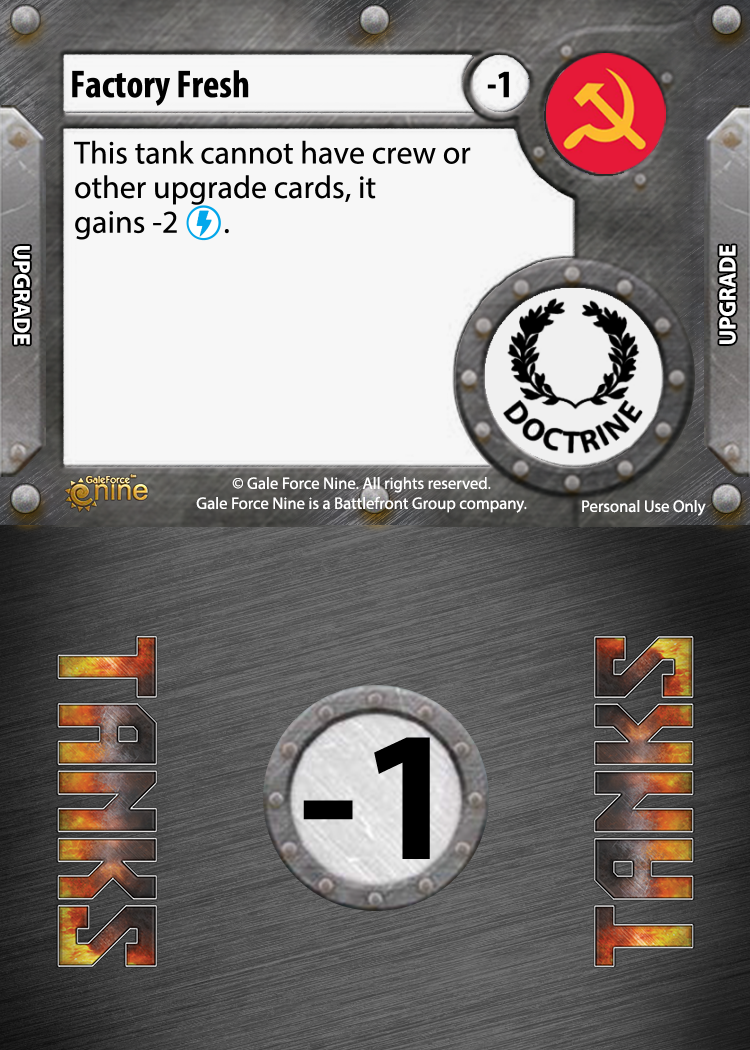 Factory Fresh
-1
This tank cannot have crew or
other upgrade cards, it
gains -2 .
UPGRADE
UPGRADE
DOCTRINE
GaleForce™
nine
© Gale Force Nine. All rights reserved.
Gale Force Nine is a Battlefront Group company.
Personal Use Only
TANKS
-1
TANKS